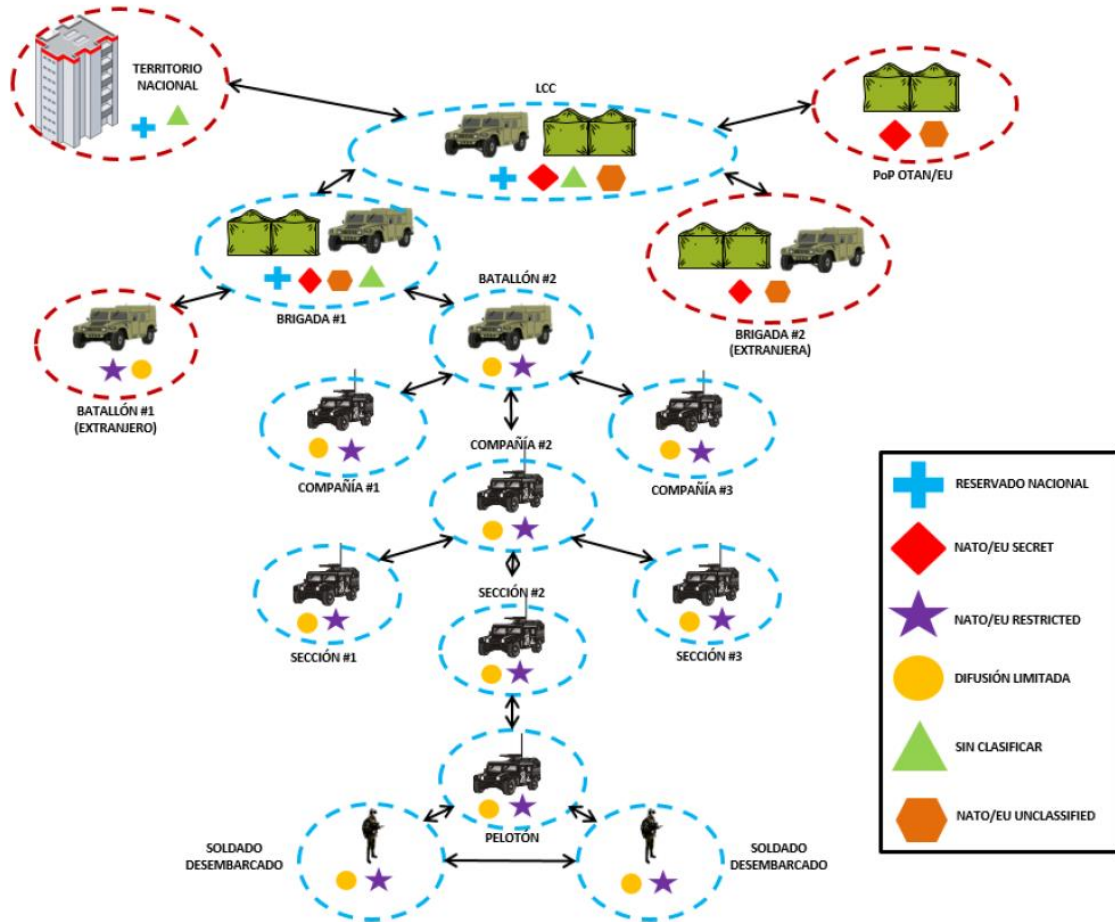 TERRITORIO
NACIONAL
LCC
PoP OTAN/EU
BRIGADA #1
BATALLÓN #2
BRIGADA #2
(EXTRANJERA)
BATALLÓN #1
(EXTRANJERO)
COMPAÑÍA #1
COMPAÑÍA #2
COMPAÑÍA #3
SECCIÓN #1
SECCIÓN #2
SECCIÓN #3
PELOTÓN
SOLDADO
DESEMBARCADO
SOLDADO
DESEMBARCADO
RESERVADO NACIONAL
NATO/EU SECRET
NATO/EU RESTRICTED
DIFUSIÓN LIMITADA
SIN CLASIFICAR
NATO/EU UNCLASSIFIED